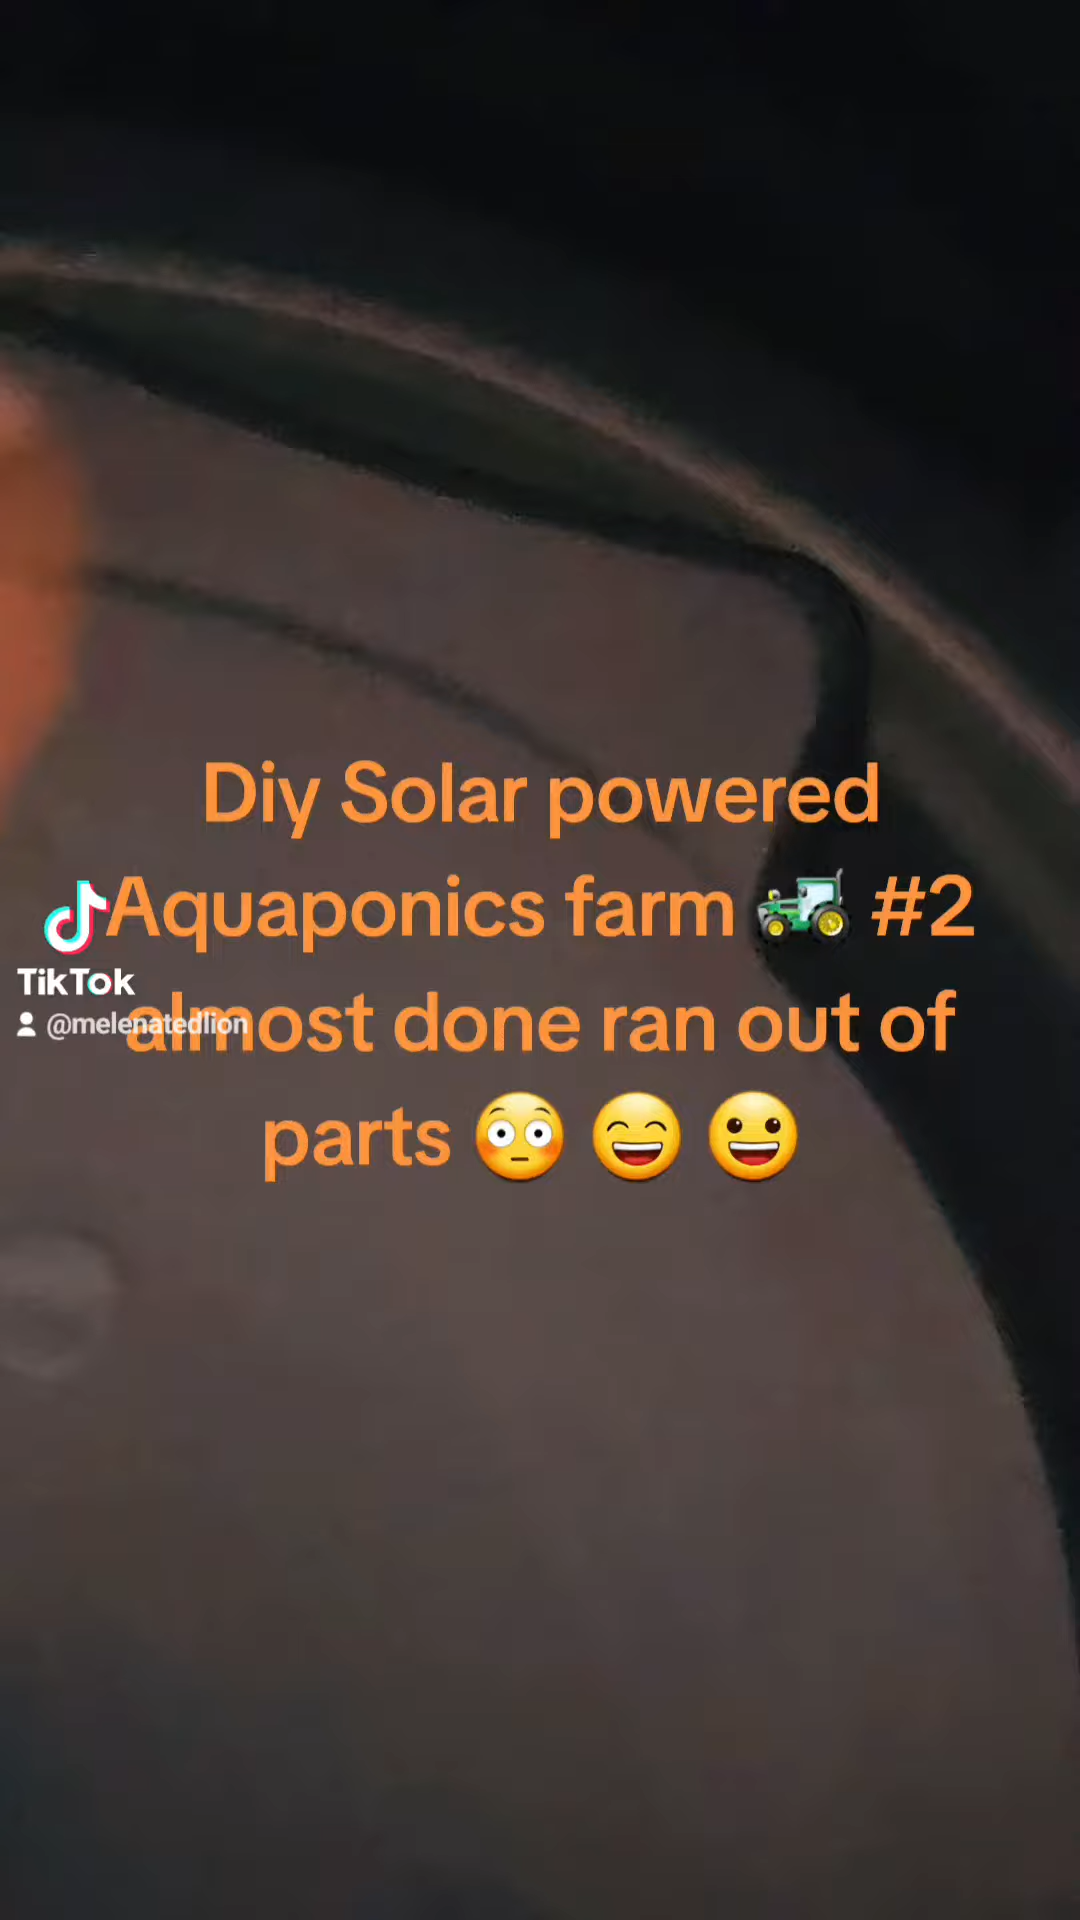 Diy Solar powered
Aquaponics farm 🚜 #2
almost done ran out of
parts 😳 😄 😀
TikTok
@melenatedlion